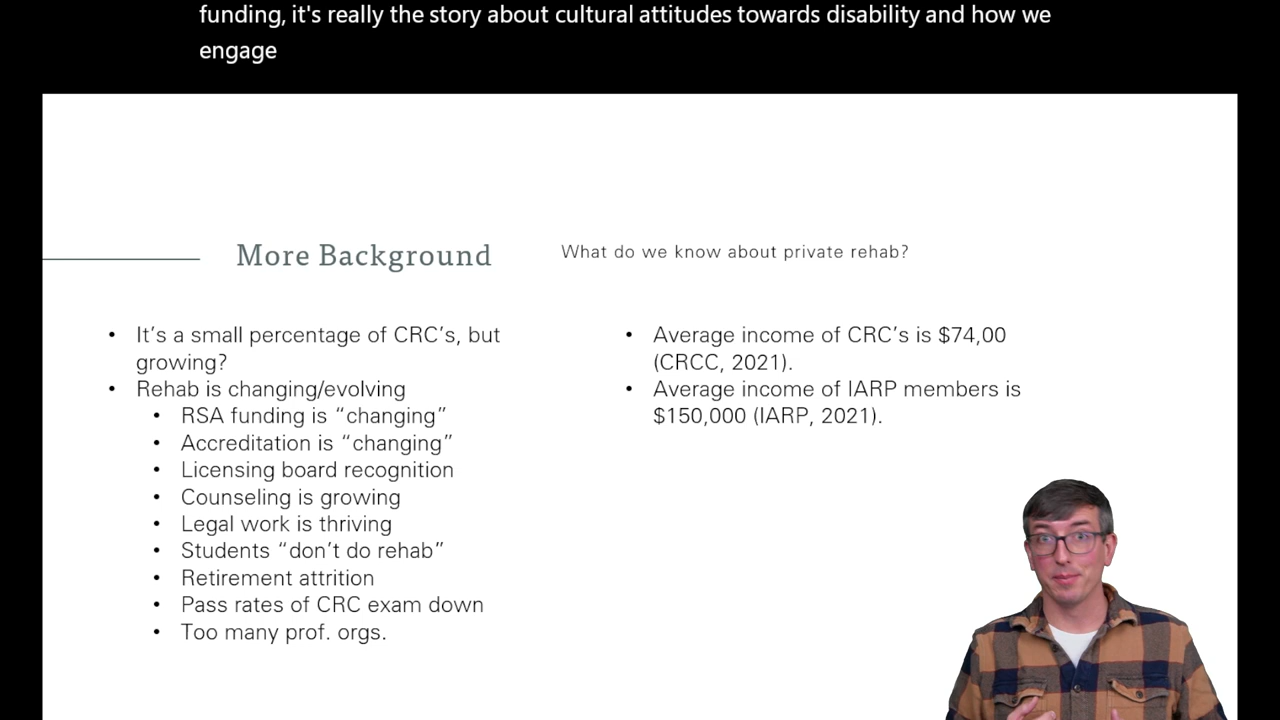 funding, it's really the story about cultural attitudes towards disability and how we
engage
More Background
What do we know about private rehab?
• It's a small percentage of CRC's, but
growing?
• Rehab is changing/evolving
• RSA funding is “changing”
• Accreditation is “changing”
• Licensing board recognition
• Counseling is growing
• Legal work is thriving
• Students “don't do rehab”
• Retirement attrition
• Pass rates of CRC exam down
• Too many prof. orgs.
• Average income of CRC's is $74,00
(CRCC, 2021).
• Average income of IARP members is
$150,000 (IARP, 2021).